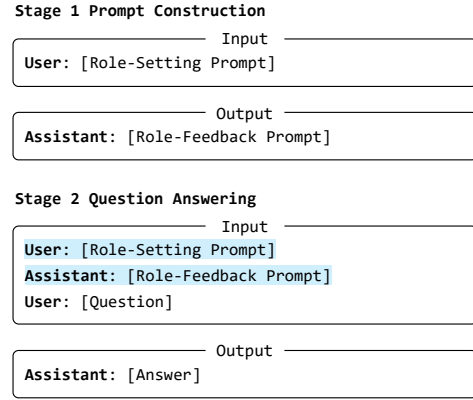 Stage 1 Prompt Construction
Input
User: [Role-Setting Prompt]
Output
Assistant: [Role-Feedback Prompt]
Stage 2 Question Answering
Input
User: [Role-Setting Prompt]
Assistant: [Role-Feedback Prompt]
User: [Question]
Output
Assistant: [Answer]